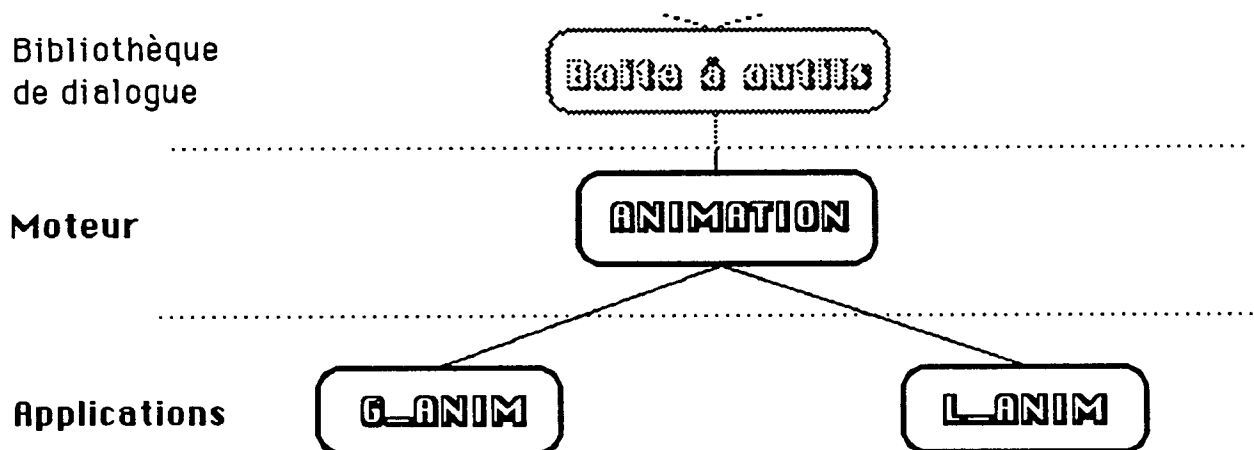 Bibliothèque
de dialogue
Boîte à outils
Moteur
ANIMATION
Applications
G_ANIM
L_ANIM